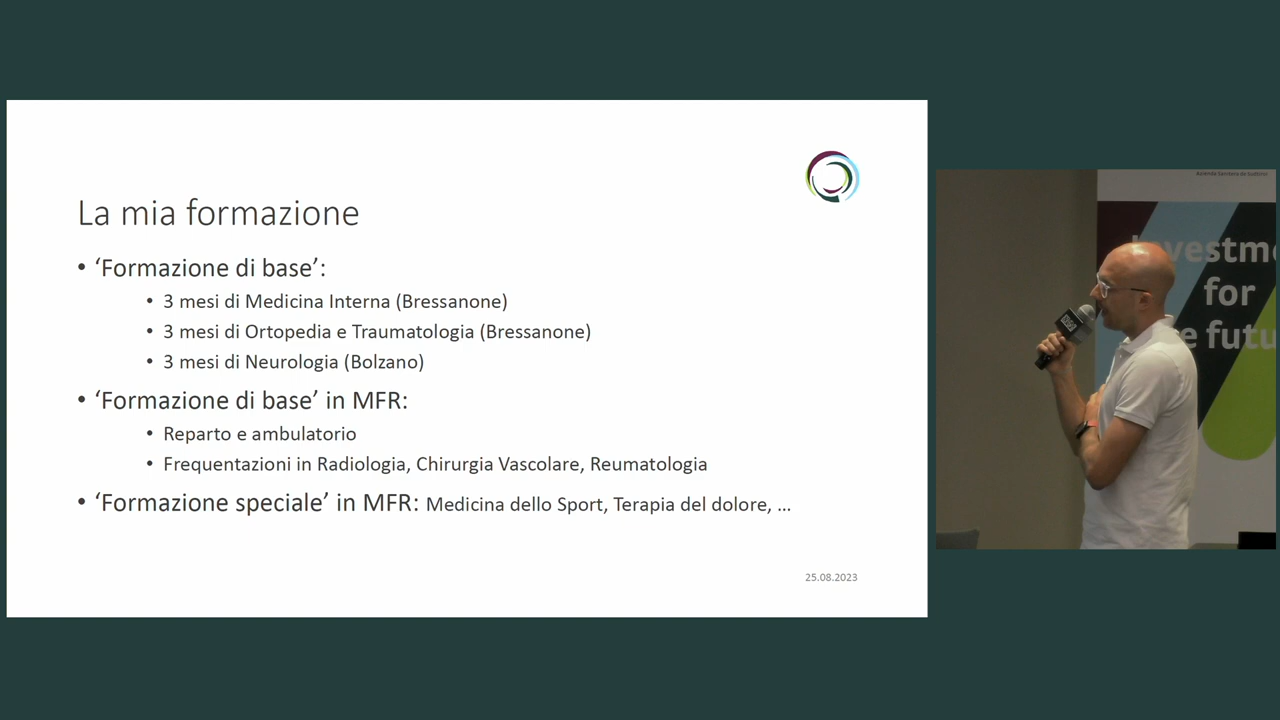 La mia formazione
• ‘Formazione di base’:
• 3 mesi di Medicina Interna (Bressanone)
• 3 mesi di Ortopedia e Traumatologia (Bressanone)
• 3 mesi di Neurologia (Bolzano)
• ‘Formazione di base’ in MFR:
• Reparto e ambulatorio
• Frequentazioni in Radiologia, Chirurgia Vascolare, Reumatologia
• ‘Formazione speciale’ in MFR: Medicina dello Sport, Terapia del dolore, ...
25.08.2023
for